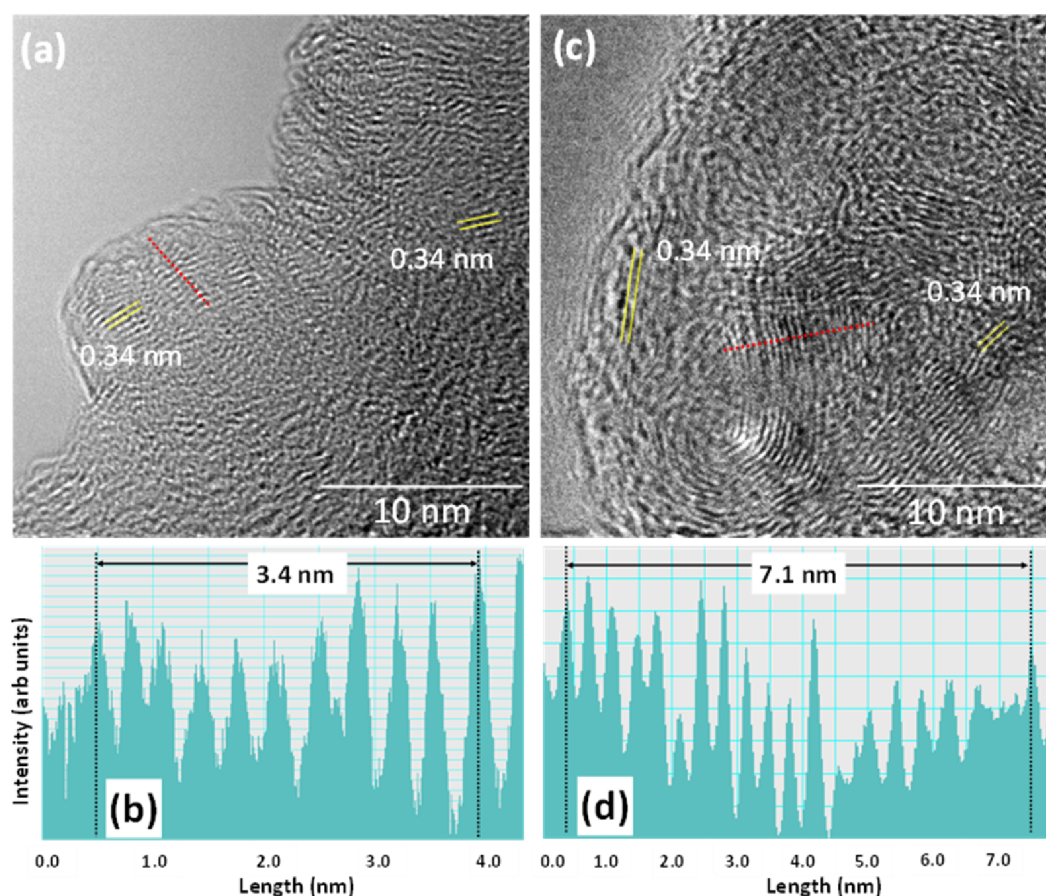 (a)
(c)
0.34 nm
0.34 nm
0.34 nm
0.34 nm
10 nm
10 nm
3.4 nm
7.1 nm
Intensity (arb units)
(b)
(d)
0.0 1.0 2.0 3.0 4.0
0.0 1.0 2.0 3.0 4.0 5.0 6.0 7.0
Length (nm)
Length (nm)